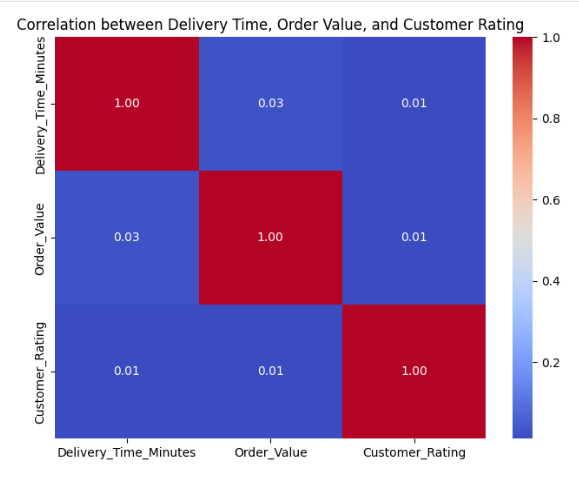 Correlation between Delivery Time, Order Value, and Customer Rating
Delivery_Time_Minutes
1.00
0.03
0.01
Order_Value
0.03
1.00
0.01
Customer_Rating
0.01
0.01
1.00
Delivery_Time_Minutes
Order_Value
Customer_Rating
1.0
0.8
0.6
0.4
0.2